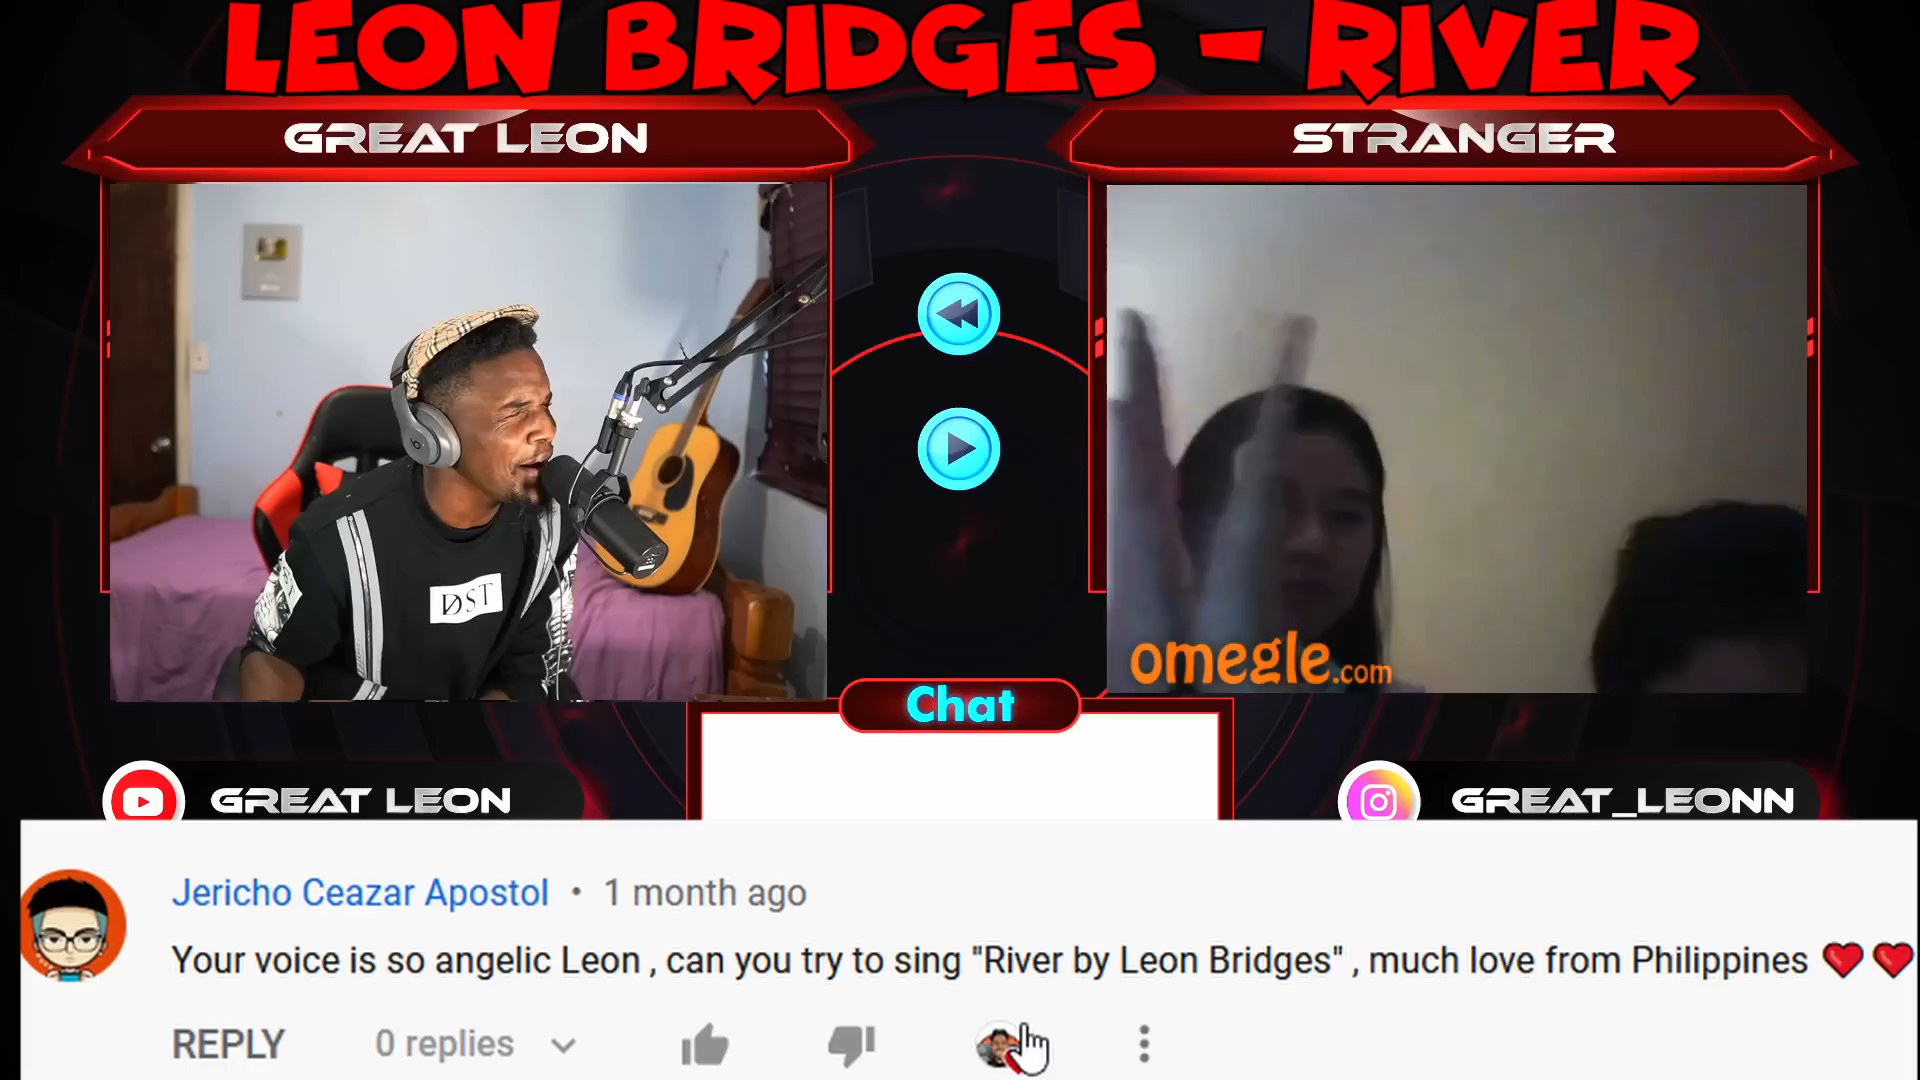 LEON BRIDGES - RIVER
GREAT LEON
STRANGER
DST
omegle.com
Chat
GREAT LEON
GREAT_LEONN
Jericho Ceazar Apostol • 1 month ago
Your voice is so angelic Leon , can you try to sing "River by Leon Bridges" , much love from Philippines ❤️❤️
REPLY 0 replies